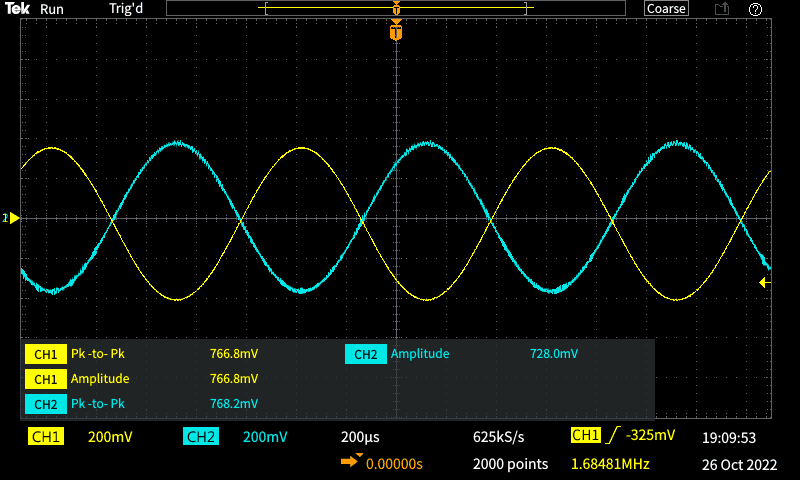 Tek Run Trig'd T Coarse ?
T
2
CH1 Pk -to- Pk 766.8mV CH2 Amplitude 728.0mV
CH1 Amplitude 766.8mV
CH2 Pk -to- Pk 768.2mV
CH1 200mV CH2 200mV 200µs 625kS/s CH1 -325mV 19:09:53
0.00000s 2000 points 1.68481MHz 26 Oct 2022